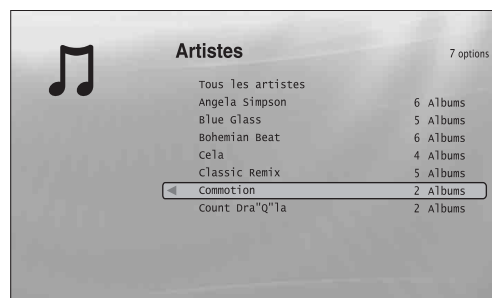 Artistes
7 options
Tous les artistes
Angela Simpson 6 Albums
Blue Glass 5 Albums
Bohemian Beat 6 Albums
Cela 4 Albums
Classic Remix 5 Albums
Commotion 2 Albums
Count Dra"Q"la 2 Albums